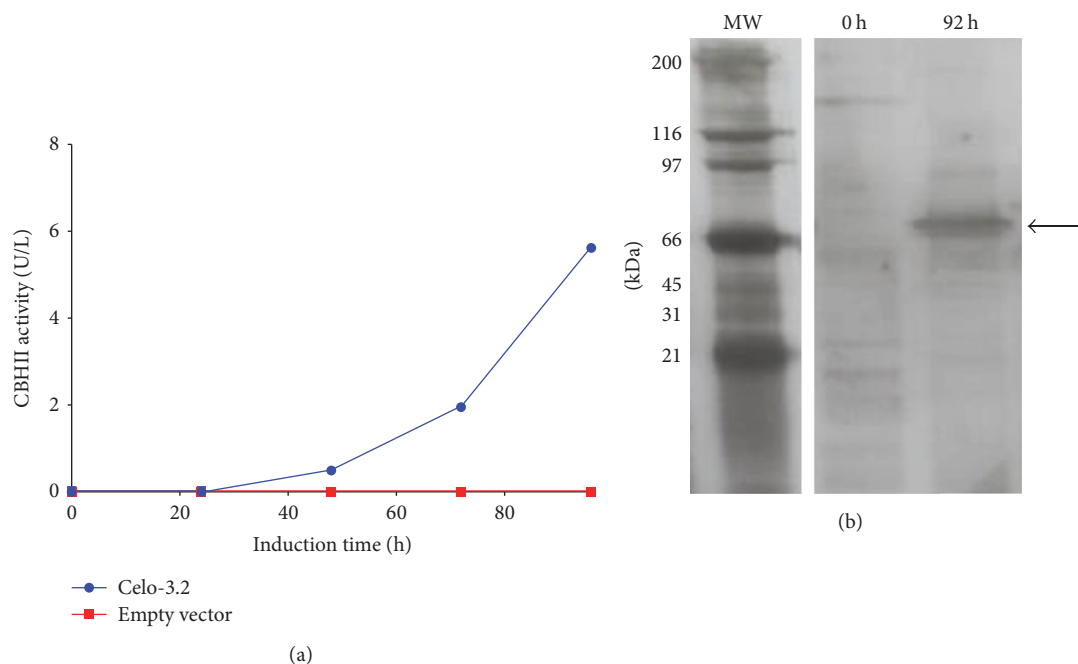 8
6
4
2
0
CBHII activity (U/L)
0 20 40 60 80
Induction time (h)
Celo-3.2
Empty vector
(a)
MW 0 h 92 h
200
116
97
66
45
31
21
(kDa)
(b)